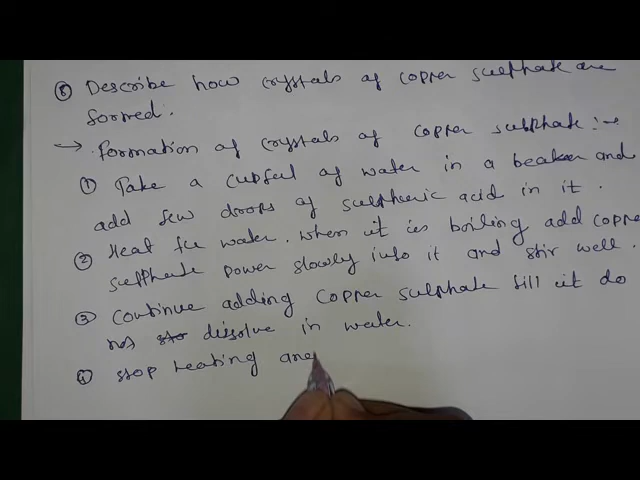 ⑧ Describe how crystals of copper sulphate are
formed.
→ Formation of crystals of copper sulphate :→
① Take a cupful of water in a beaker and
add few drops of sulpheric acid in it.
② Heat the water. When it is boiling add copper
sulphate power slowly into it and stir well.
③ Continue adding copper sulphate till it do
not dissolve in water.
④ Stop heating and